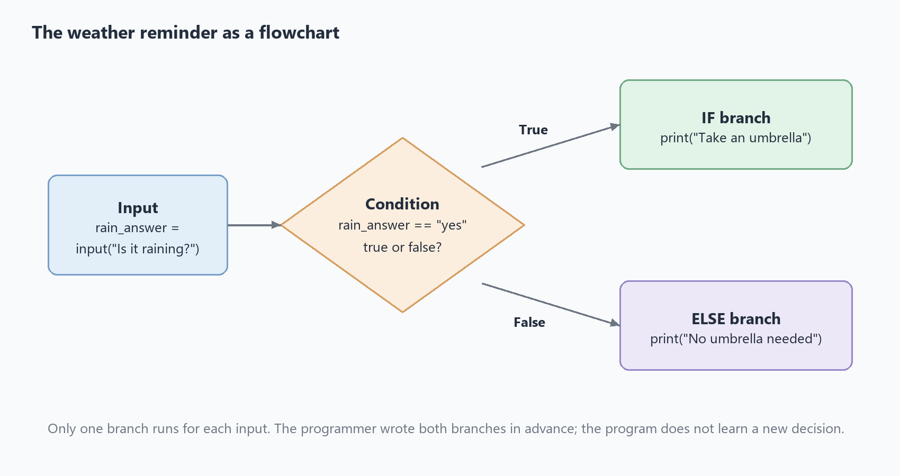 The weather reminder as a flowchart
Input
rain_answer =
input("Is it raining?")
Condition
rain_answer == "yes"
true or false?
True
IF branch
print("Take an umbrella")
False
ELSE branch
print("No umbrella needed")
Only one branch runs for each input. The programmer wrote both branches in advance; the program does not learn a new decision.